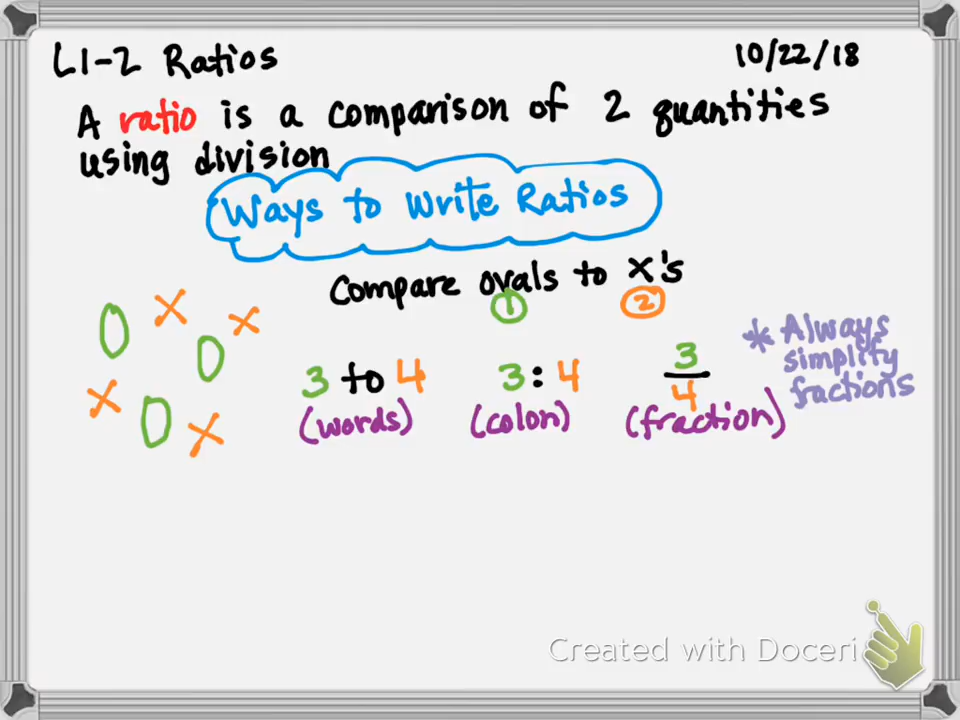 L1-2 Ratios 10/22/18
A ratio is a comparison of 2 quantities
using division
Ways to Write Ratios
Compare ovals to x's
1 2
O X X O X O X
3 to 4 3:4 3/4
(words) (colon) (fraction)
* Always
simplify
fractions
Created with Doceri